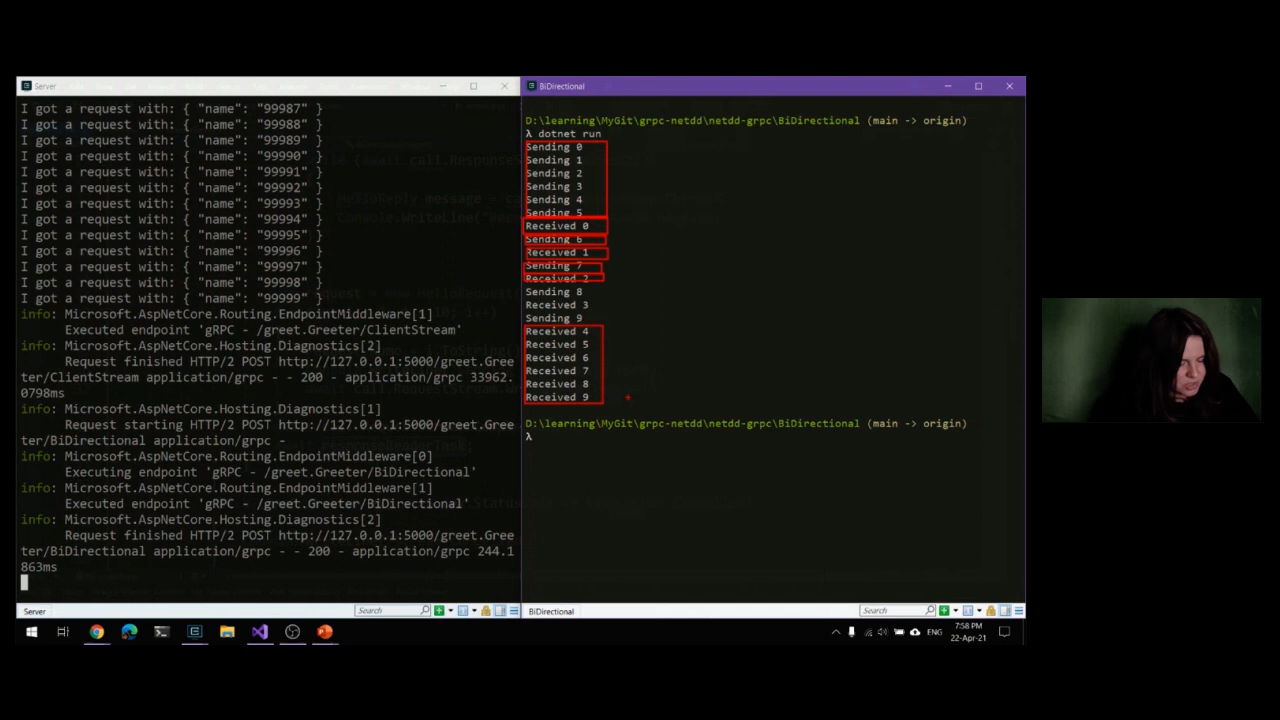 Server
I got a request with: { "name": "99987" }
I got a request with: { "name": "99988" }
I got a request with: { "name": "99989" }
I got a request with: { "name": "99990" }
I got a request with: { "name": "99991" }
I got a request with: { "name": "99992" }
I got a request with: { "name": "99993" }
I got a request with: { "name": "99994" }
I got a request with: { "name": "99995" }
I got a request with: { "name": "99996" }
I got a request with: { "name": "99997" }
I got a request with: { "name": "99998" }
I got a request with: { "name": "99999" }
info: Microsoft.AspNetCore.Routing.EndpointMiddleware[1]
Executed endpoint 'gRPC - /greet.Greeter/ClientStream'
info: Microsoft.AspNetCore.Hosting.Diagnostics[2]
Request finished HTTP/2 POST http://127.0.0.1:5000/greet.Gree
ter/ClientStream application/grpc - - 200 - application/grpc 33962.
0798ms
info: Microsoft.AspNetCore.Hosting.Diagnostics[1]
Request starting HTTP/2 POST http://127.0.0.1:5000/greet.Gree
ter/BiDirectional application/grpc -
info: Microsoft.AspNetCore.Routing.EndpointMiddleware[0]
Executing endpoint 'gRPC - /greet.Greeter/BiDirectional'
info: Microsoft.AspNetCore.Routing.EndpointMiddleware[1]
Executed endpoint 'gRPC - /greet.Greeter/BiDirectional'
info: Microsoft.AspNetCore.Hosting.Diagnostics[2]
Request finished HTTP/2 POST http://127.0.0.1:5000/greet.Gree
ter/BiDirectional application/grpc - - 200 - application/grpc 244.1
863ms
Server
Search
BiDirectional
D:\learning\MyGit\grpc-netdd\netdd-grpc\BiDirectional (main -> origin)
λ dotnet run
Sending 0
Sending 1
Sending 2
Sending 3
Sending 4
Sending 5
Received 0
Sending 6
Received 1
Sending 7
Received 2
Sending 8
Received 3
Sending 9
Received 4
Received 5
Received 6
Received 7
Received 8
Received 9
D:\learning\MyGit\grpc-netdd\netdd-grpc\BiDirectional (main -> origin)
λ
BiDirectional
Search
ENG
7:58 PM
22-Apr-21